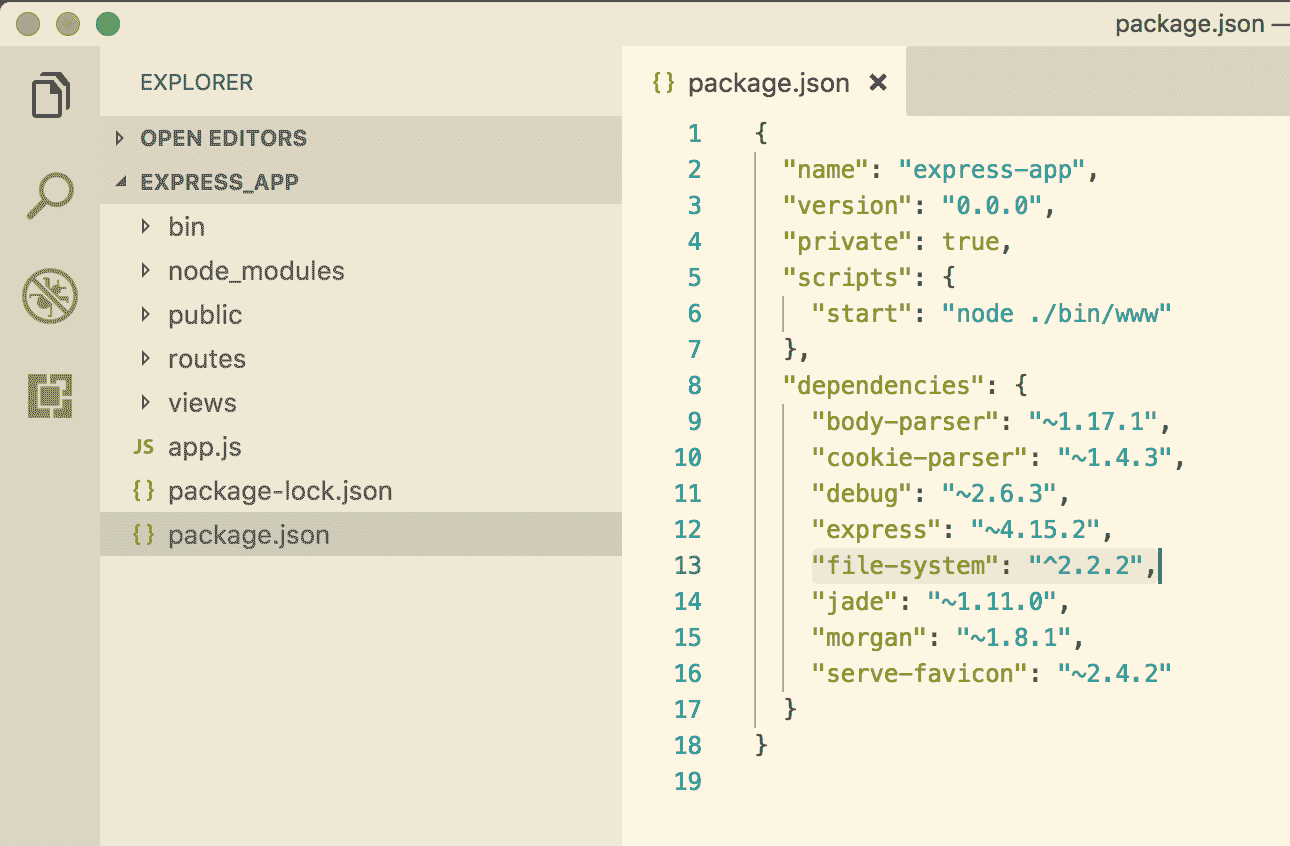 package.json —
EXPLORER
OPEN EDITORS
EXPRESS_APP
bin
node_modules
public
routes
views
JS app.js
{} package-lock.json
{} package.json
{} package.json ×
1 {
2 "name": "express-app",
3 "version": "0.0.0",
4 "private": true,
5 "scripts": {
6 "start": "node ./bin/www"
7 },
8 "dependencies": {
9 "body-parser": "~1.17.1",
10 "cookie-parser": "~1.4.3",
11 "debug": "~2.6.3",
12 "express": "~4.15.2",
13 "file-system": "^2.2.2",
14 "jade": "~1.11.0",
15 "morgan": "~1.8.1",
16 "serve-favicon": "~2.4.2"
17 }
18 }
19